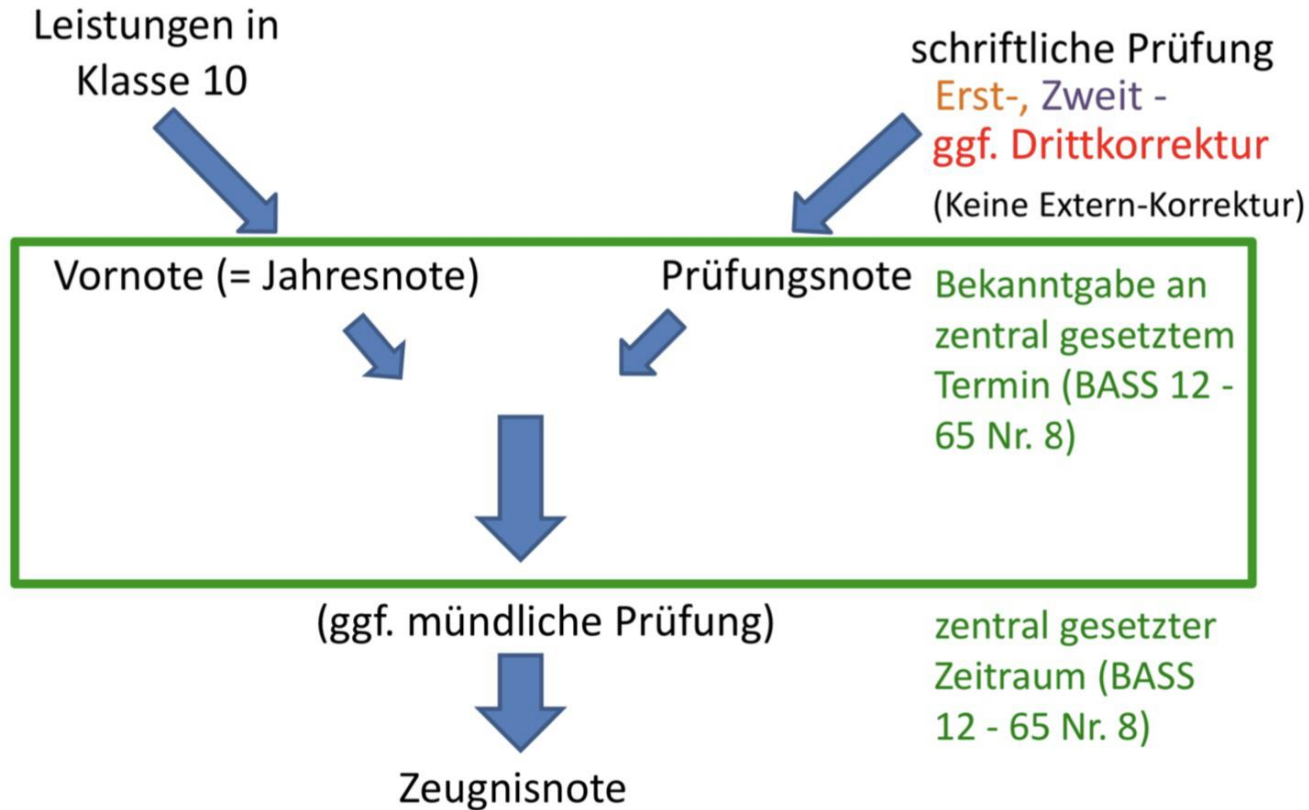 Leistungen in
Klasse 10
schriftliche Prüfung
Erst-, Zweit -
ggf. Drittkorrektur
(Keine Extern-Korrektur)
Vornote (= Jahresnote)
Prüfungsnote
Bekanntgabe an
zentral gesetztem
Termin (BASS 12 -
65 Nr. 8)
(ggf. mündliche Prüfung)
zentral gesetzter
Zeitraum (BASS
12 - 65 Nr. 8)
Zeugnisnote